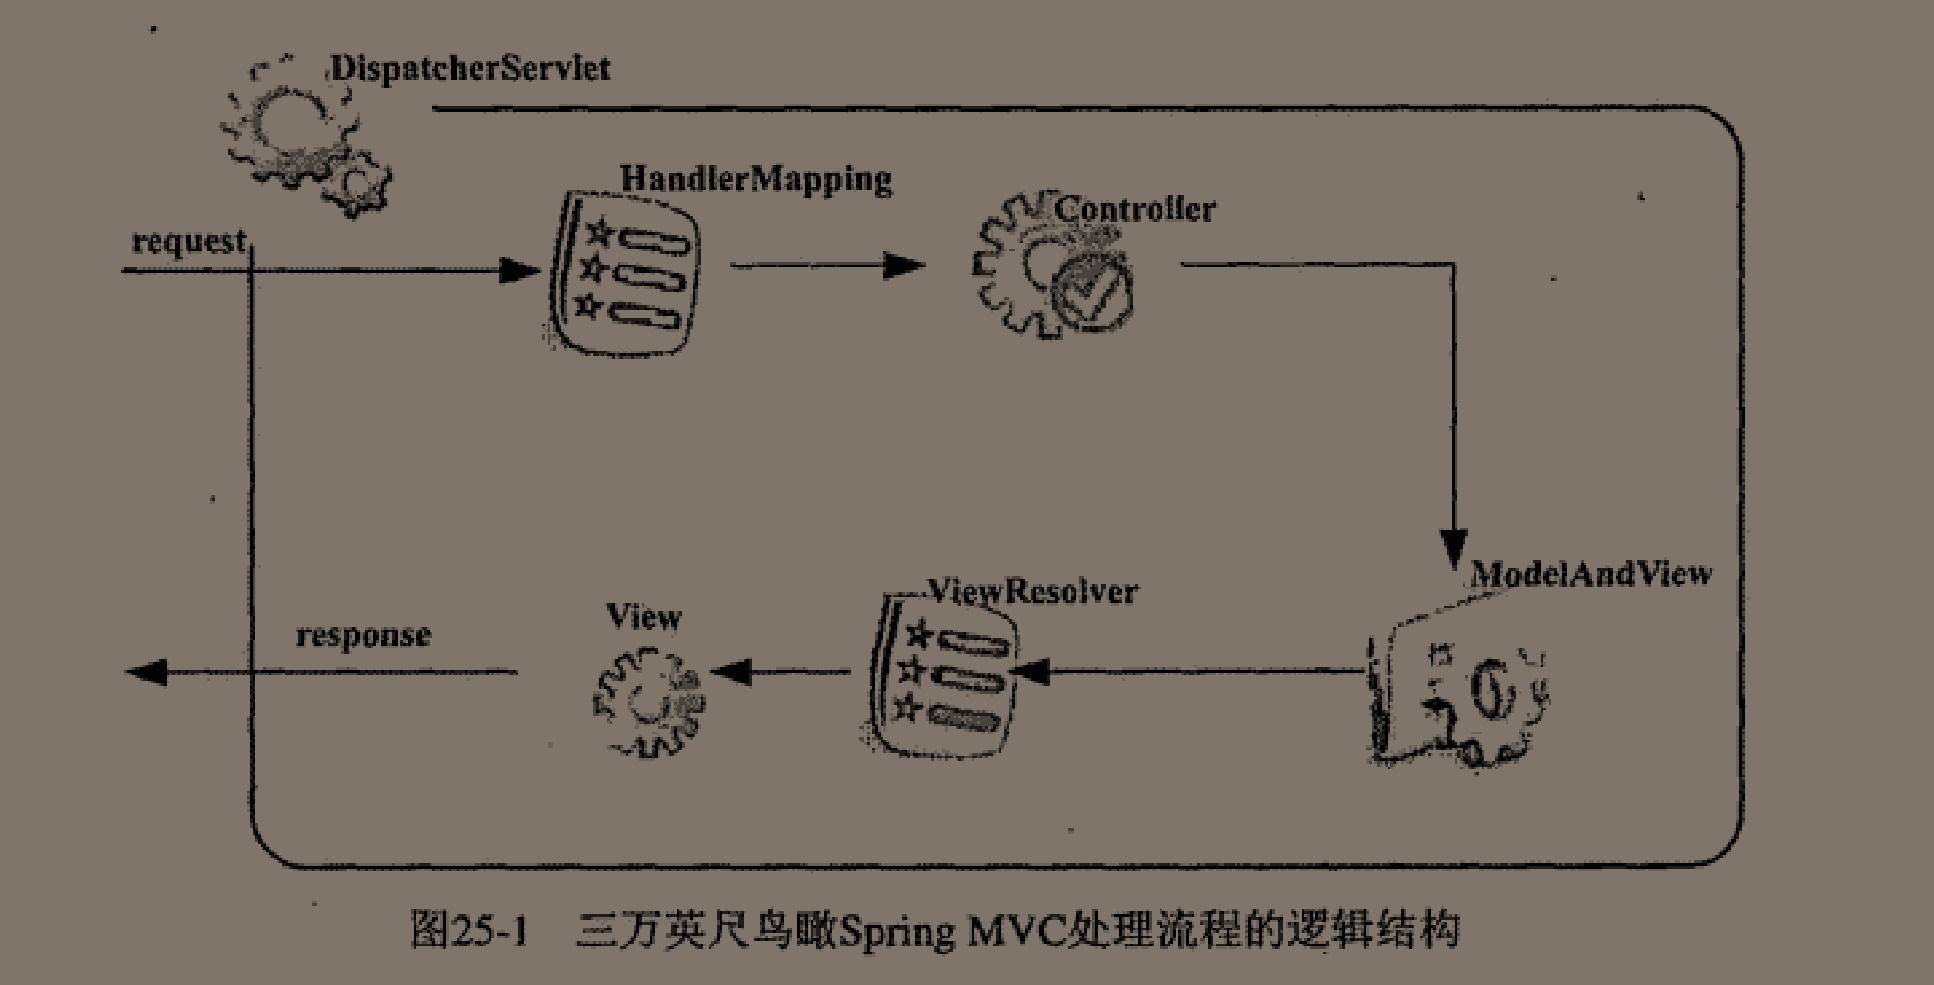 DispatcherServlet
HandlerMapping
Controller
request
ModelAndView
ViewResolver
View
response
图25-1 三万英尺鸟瞰Spring MVC处理流程的逻辑结构